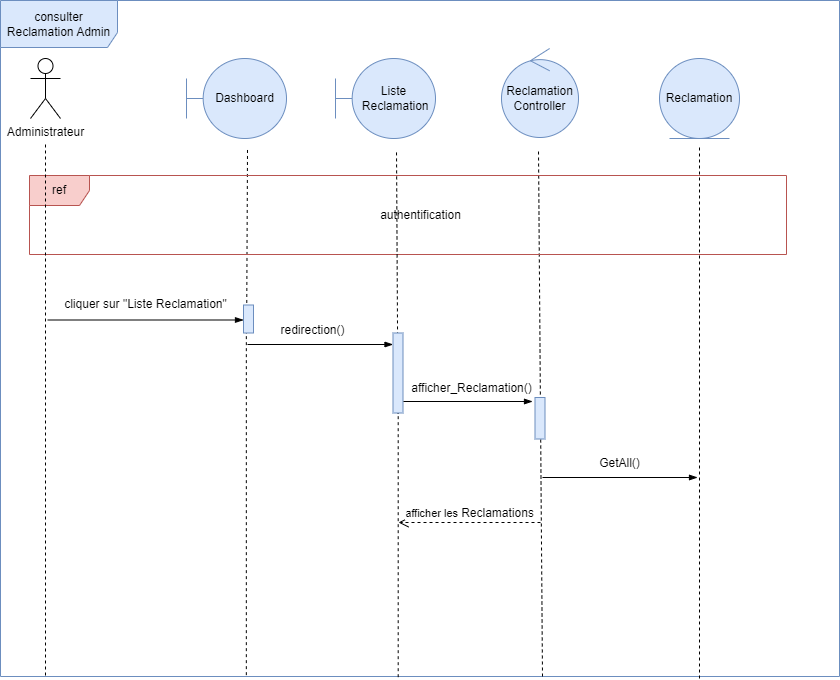 consulter
Reclamation Admin
Administrateur
Dashboard
Liste
Reclamation
Reclamation
Controller
Reclamation
ref
authentification
cliquer sur "Liste Reclamation"
redirection()
afficher_Reclamation()
GetAll()
afficher les Reclamations